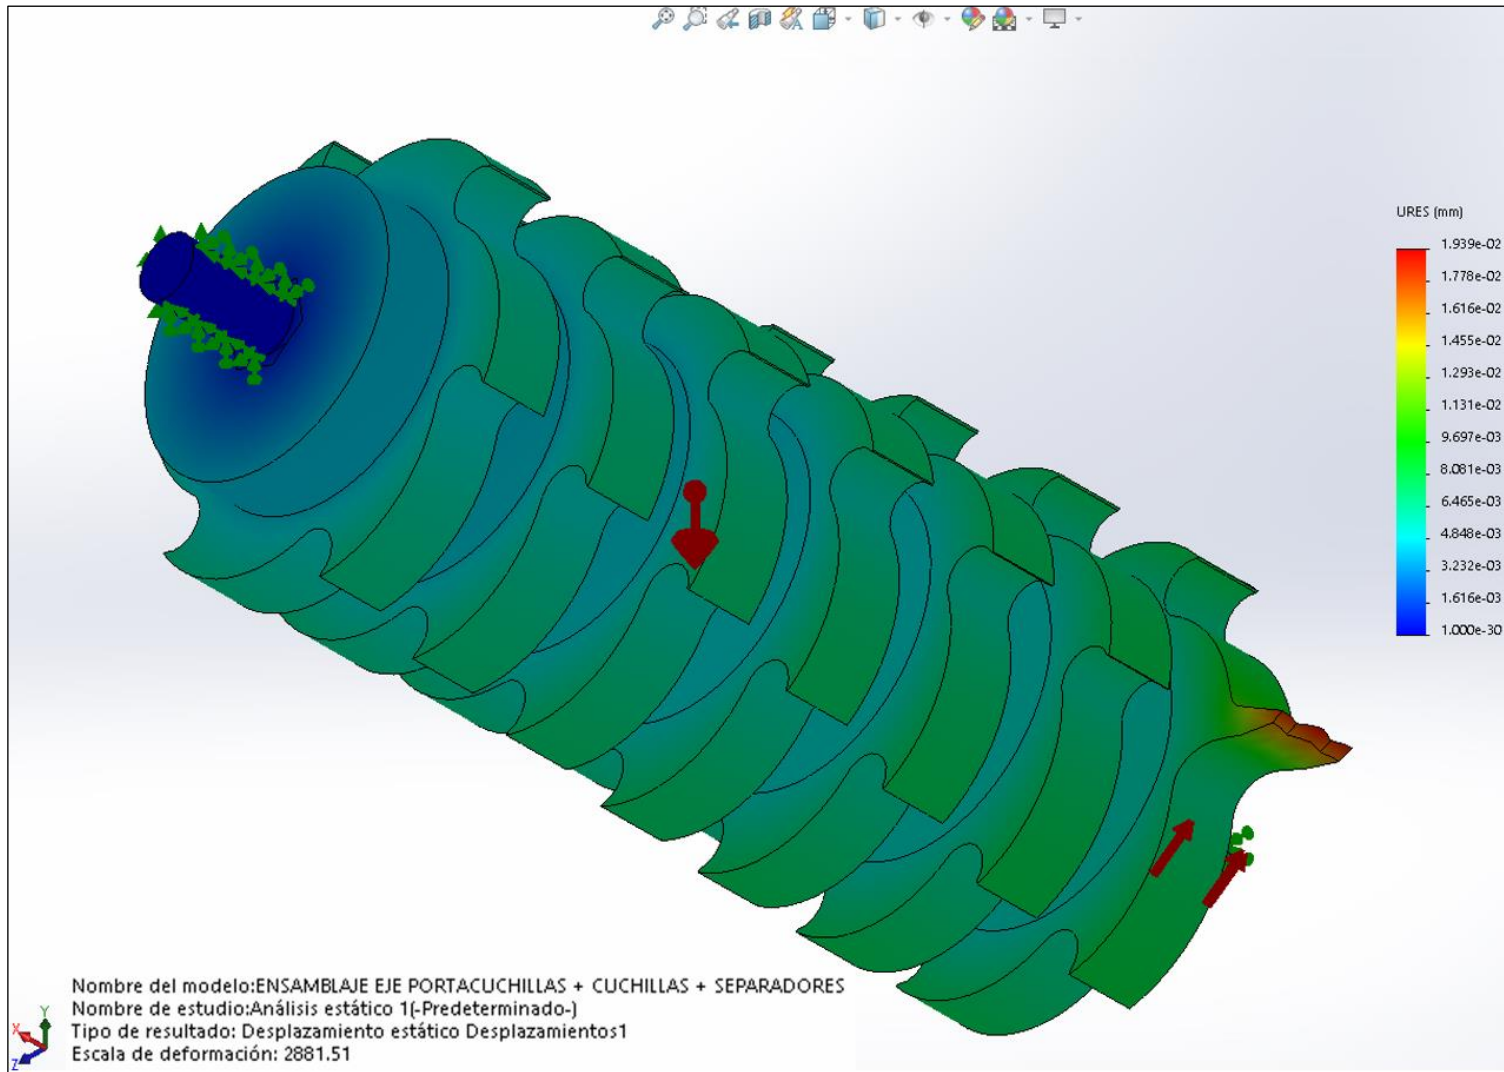 URES (mm)
1.939e-02
1.778e-02
1.616e-02
1.455e-02
1.293e-02
1.131e-02
9.697e-03
8.081e-03
6.465e-03
4.848e-03
3.232e-03
1.616e-03
1.000e-30
Nombre del modelo:ENSAMBLAJE EJE PORTACUCHILLAS + CUCHILLAS + SEPARADORES
Nombre de estudio:Análisis estático 1(-Predeterminado-)
Tipo de resultado: Desplazamiento estático Desplazamientos1
Escala de deformación: 2881.51
Y
X
Z